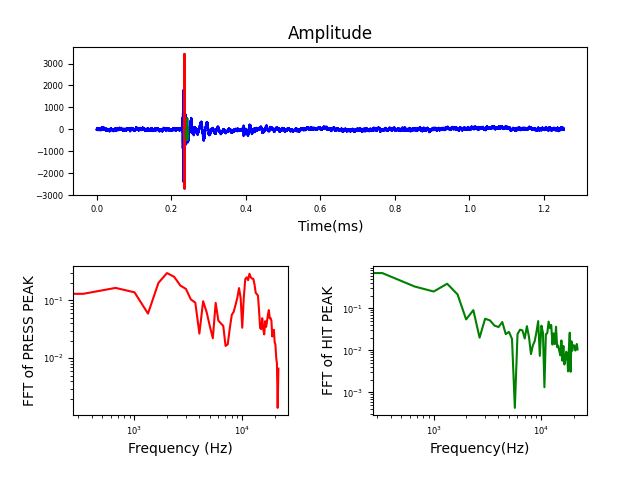 Amplitude
3000
2000
1000
0
−1000
−2000
−3000
0.0 0.2 0.4 0.6 0.8 1.0 1.2
Time(ms)
FFT of PRESS PEAK
10⁻¹
10⁻²
10³ 10⁴
Frequency (Hz)
FFT of HIT PEAK
10⁻¹
10⁻²
10⁻³
10³ 10⁴
Frequency(Hz)